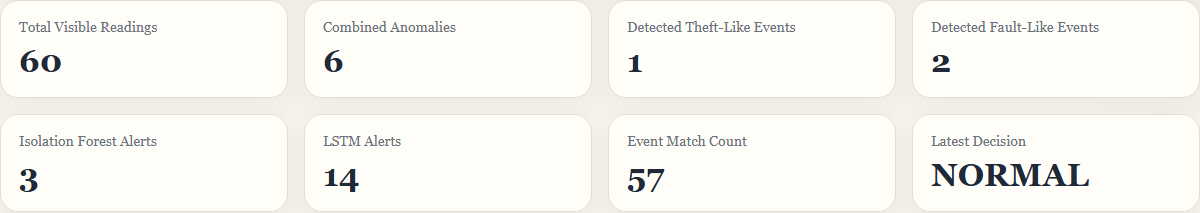 Total Visible Readings
60
Combined Anomalies
6
Detected Theft-Like Events
1
Detected Fault-Like Events
2
Isolation Forest Alerts
3
LSTM Alerts
14
Event Match Count
57
Latest Decision
NORMAL